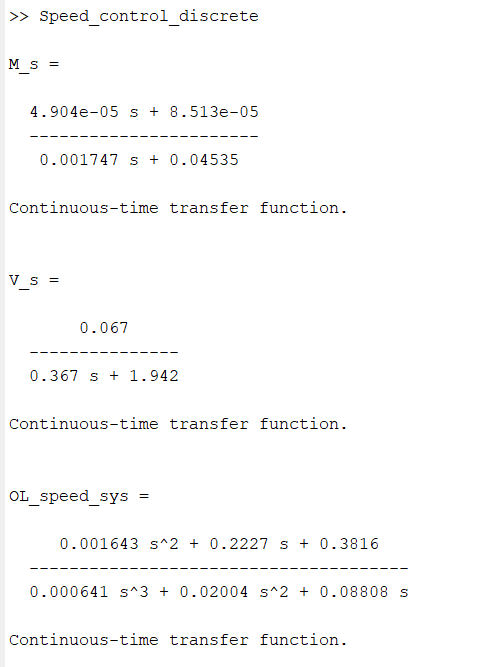 >> Speed_control_discrete
M_s =
4.904e-05 s + 8.513e-05
-----------------------
0.001747 s + 0.04535
Continuous-time transfer function.
V_s =
0.067
---------------
0.367 s + 1.942
Continuous-time transfer function.
OL_speed_sys =
0.001643 s^2 + 0.2227 s + 0.3816
--------------------------------------
0.000641 s^3 + 0.02004 s^2 + 0.08808 s
Continuous-time transfer function.